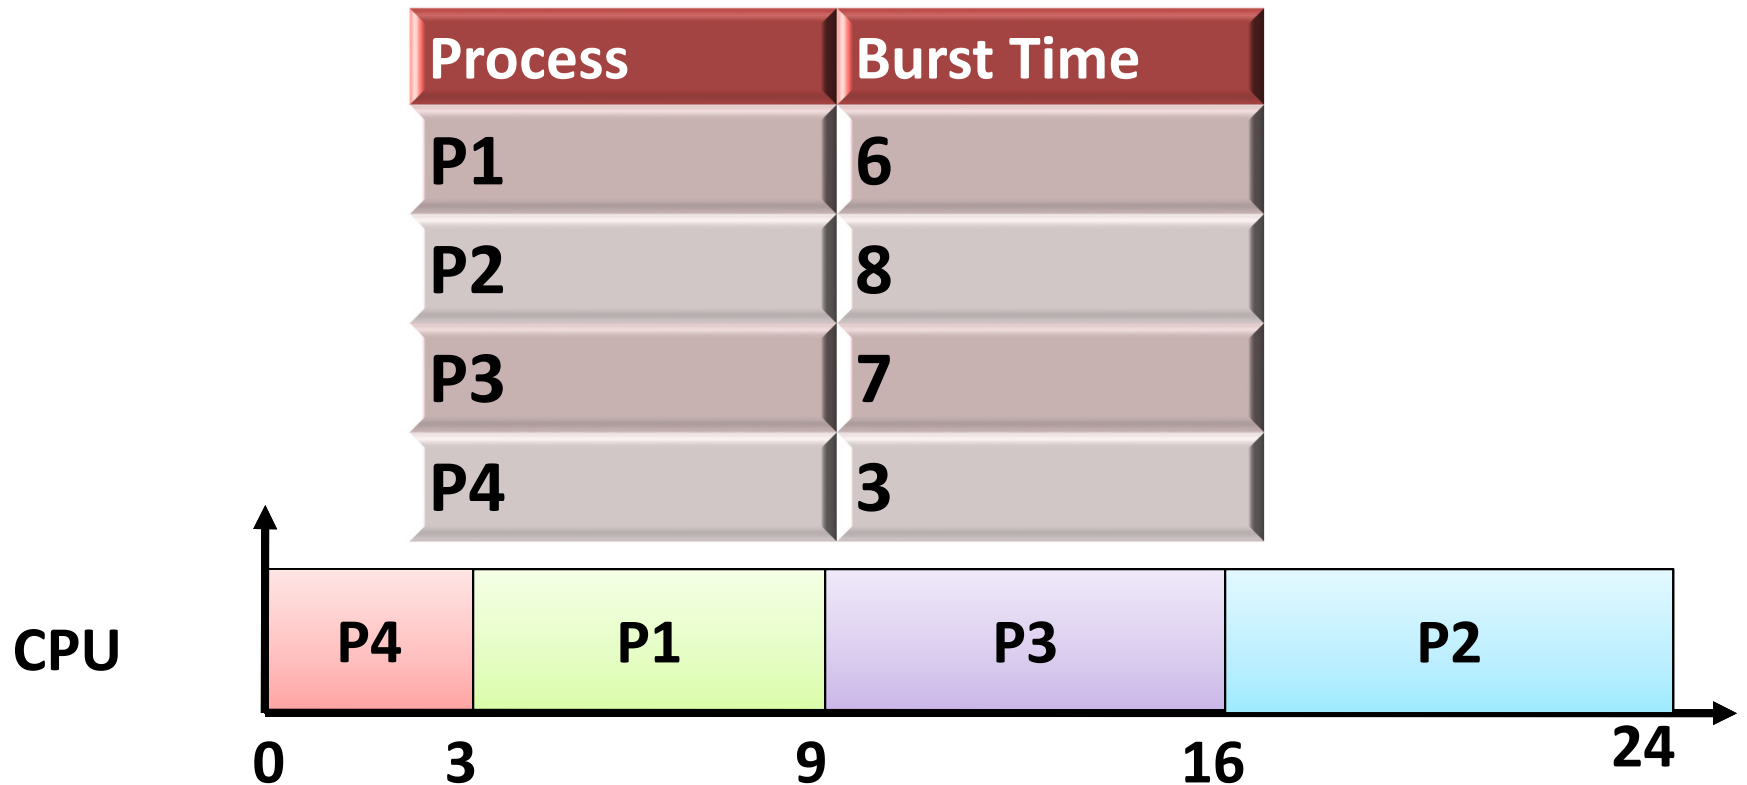 Process Burst Time
P1 6
P2 8
P3 7
P4 3
CPU P4 P1 P3 P2
0 3 9 16 24